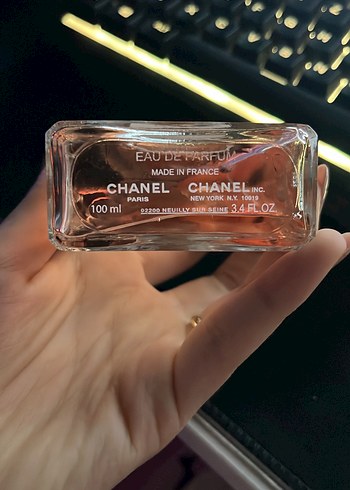 EAU DE PARFUM
MADE IN FRANCE
CHANEL CHANEL INC.
PARIS NEW YORK N.Y. 10019
100 ml 92200 NEUILLY-SUR-SEINE 3.4 FL.OZ.